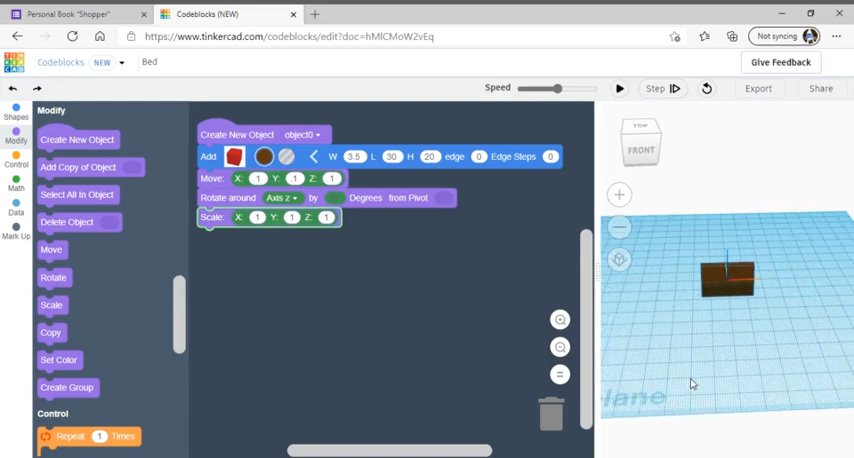 Personal Book "Shopper"
Codeblocks (NEW)
https://www.tinkercad.com/codeblocks/edit?doc=hMlCMoW2vEq
Not syncing
TIN
KER
CAD
Codeblocks NEW Bed
Give Feedback
Speed Step Export Share
Shapes
Modify
Control
Math
Data
Mark Up
Modify
Create New Object
Add Copy of Object
Select All In Object
Delete Object
Move
Rotate
Scale
Copy
Set Color
Create Group
Control
Repeat 1 Times
Create New Object object0
Add W 3.5 L 30 H 20 edge 0 Edge Steps 0
Move: X: 1 Y: 1 Z: 1
Rotate around Axis z by Degrees from Pivot
Scale: X: 1 Y: 1 Z: 1
TOP
FRONT